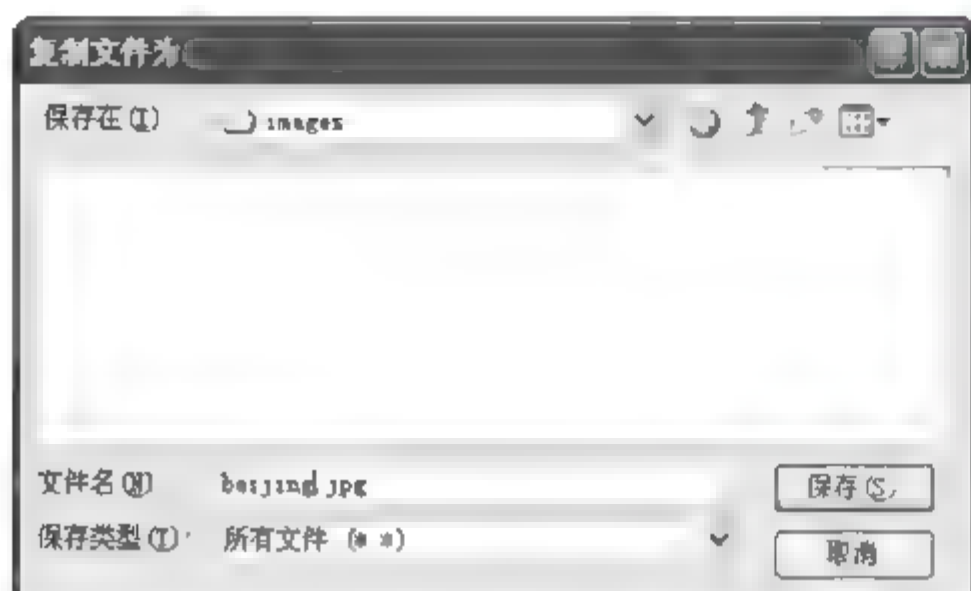 复制文件为
保存在(I) images
文件名(N) beijing.jpg 保存(S)
保存类型(T): 所有文件 (*.*)
取消